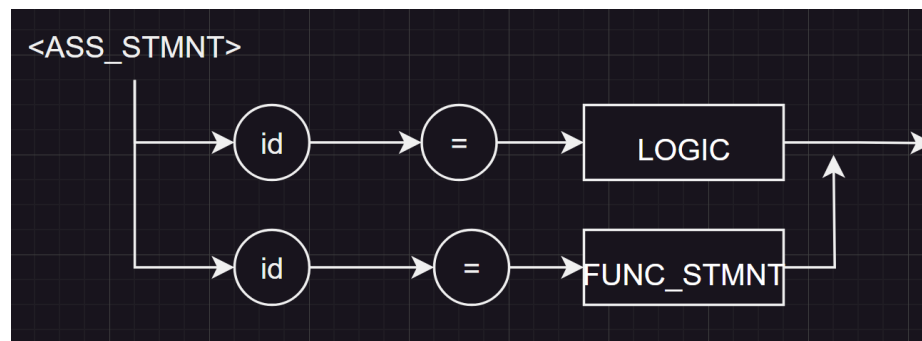 <ASS_STMNT>
id = LOGIC
id = FUNC_STMNT